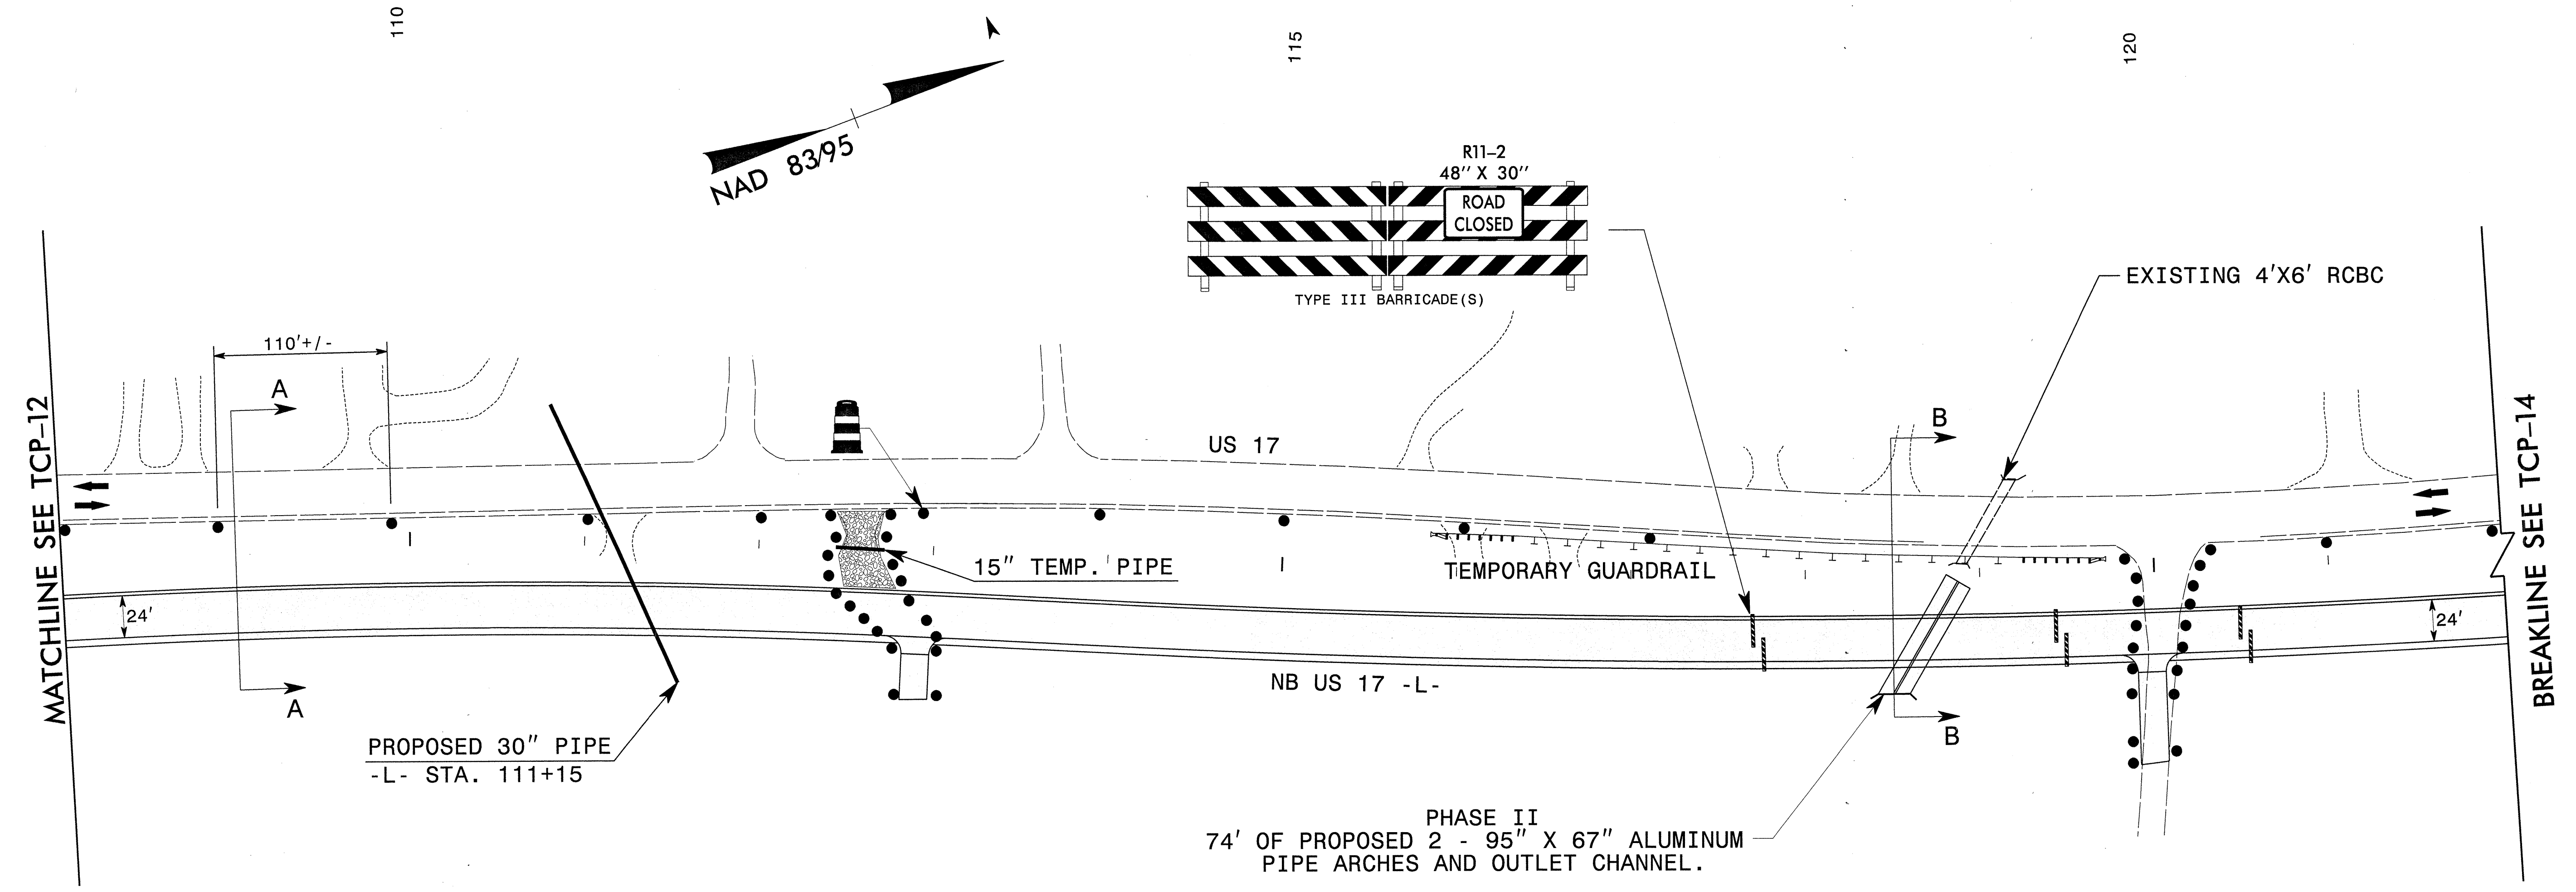 110
115
120
NAD 83/95
R11-2
48" X 30"
ROAD
CLOSED
TYPE III BARRICADE(S)
EXISTING 4'X6' RCBC
110'+/-
A
B
US 17
MATCHLINE SEE TCP-12
BREAKLINE SEE TCP-14
15" TEMP. PIPE
TEMPORARY GUARDRAIL
24'
24'
NB US 17 -L-
A
B
PROPOSED 30" PIPE
-L- STA. 111+15
PHASE II
74' OF PROPOSED 2 - 95" X 67" ALUMINUM
PIPE ARCHES AND OUTLET CHANNEL.